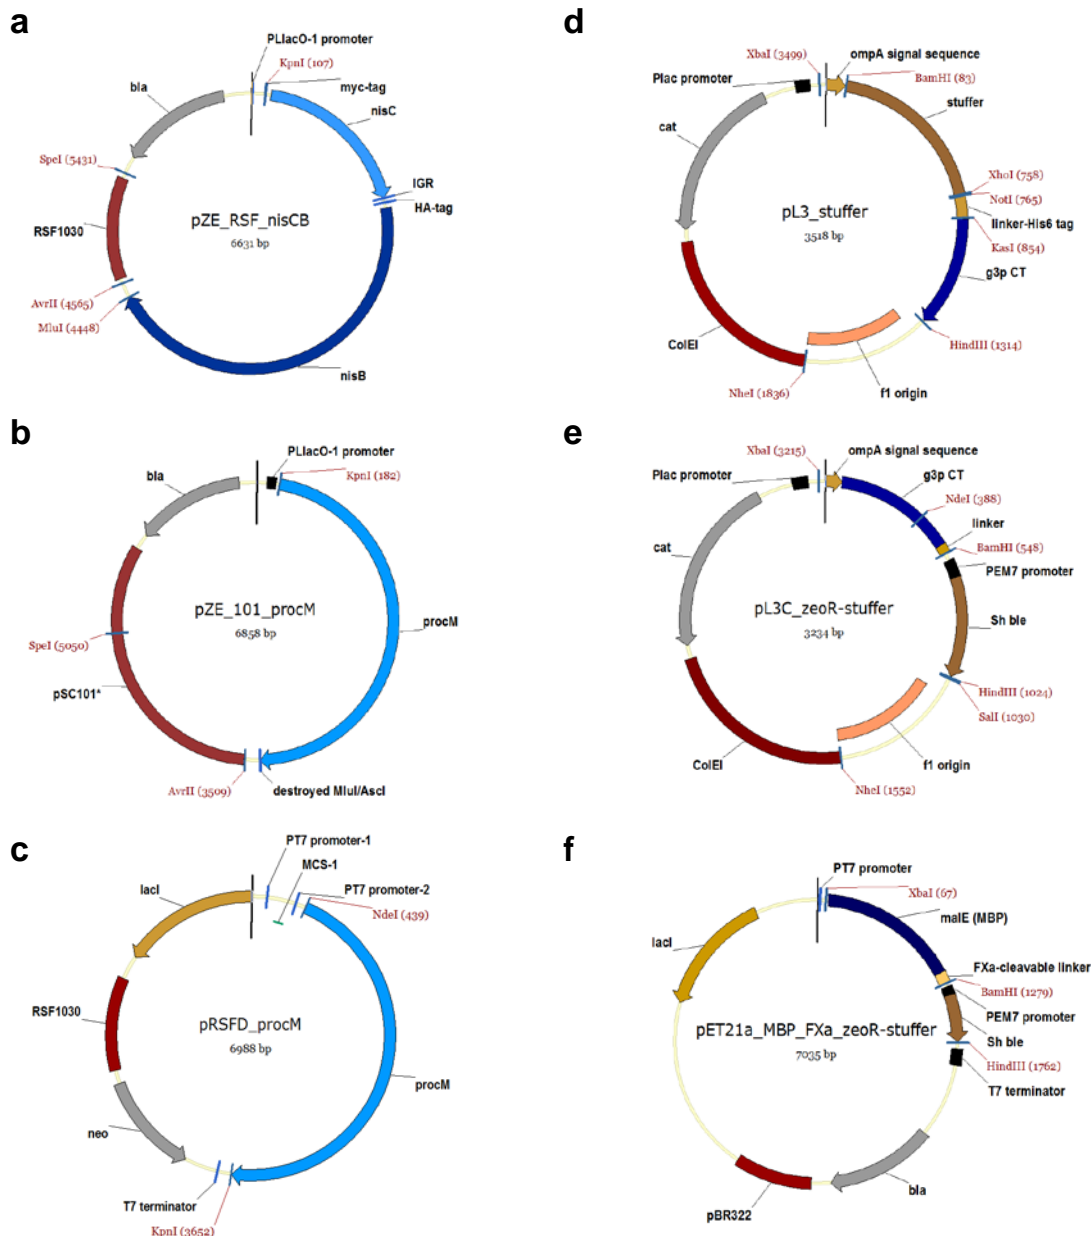 a
PLlacO-1 promoter
KpnI (107)
myc-tag
nisC
bla
SpeI (5431)
IGR
HA-tag
pZE_RSF_nisCB
6631 bp
RSF1030
AvrII (4565)
MluI (4448)
nisB
b
PLlacO-1 promoter
KpnI (182)
bla
pZE_101_procM
6858 bp
procM
SpeI (5050)
pSC101*
AvrII (3509)
destroyed MluI/AscI
c
PT7 promoter-1
MCS-1
PT7 promoter-2
NdeI (439)
lacI
RSF1030
pRSFD_procM
6988 bp
procM
neo
T7 terminator
KpnI (3652)
d
XbaI (3499)
ompA signal sequence
Plac promoter
BamHI (83)
stuffer
cat
XhoI (758)
NotI (765)
linker-His6 tag
KasI (854)
pL3_stuffer
3518 bp
g3p CT
ColEI
HindIII (1314)
f1 origin
NheI (1836)
e
XbaI (3215)
ompA signal sequence
g3p CT
Plac promoter
NdeI (388)
linker
BamHI (548)
cat
PEM7 promoter
pL3C_zeoR-stuffer
3234 bp
Sh ble
HindIII (1024)
SalI (1030)
ColEI
f1 origin
NheI (1552)
f
PT7 promoter
XbaI (67)
malE (MBP)
lacI
FXa-cleavable linker
BamHI (1279)
PEM7 promoter
pET21a_MBP_FXa_zeoR-stuffer
7035 bp
Sh ble
HindIII (1762)
T7 terminator
bla
pBR322